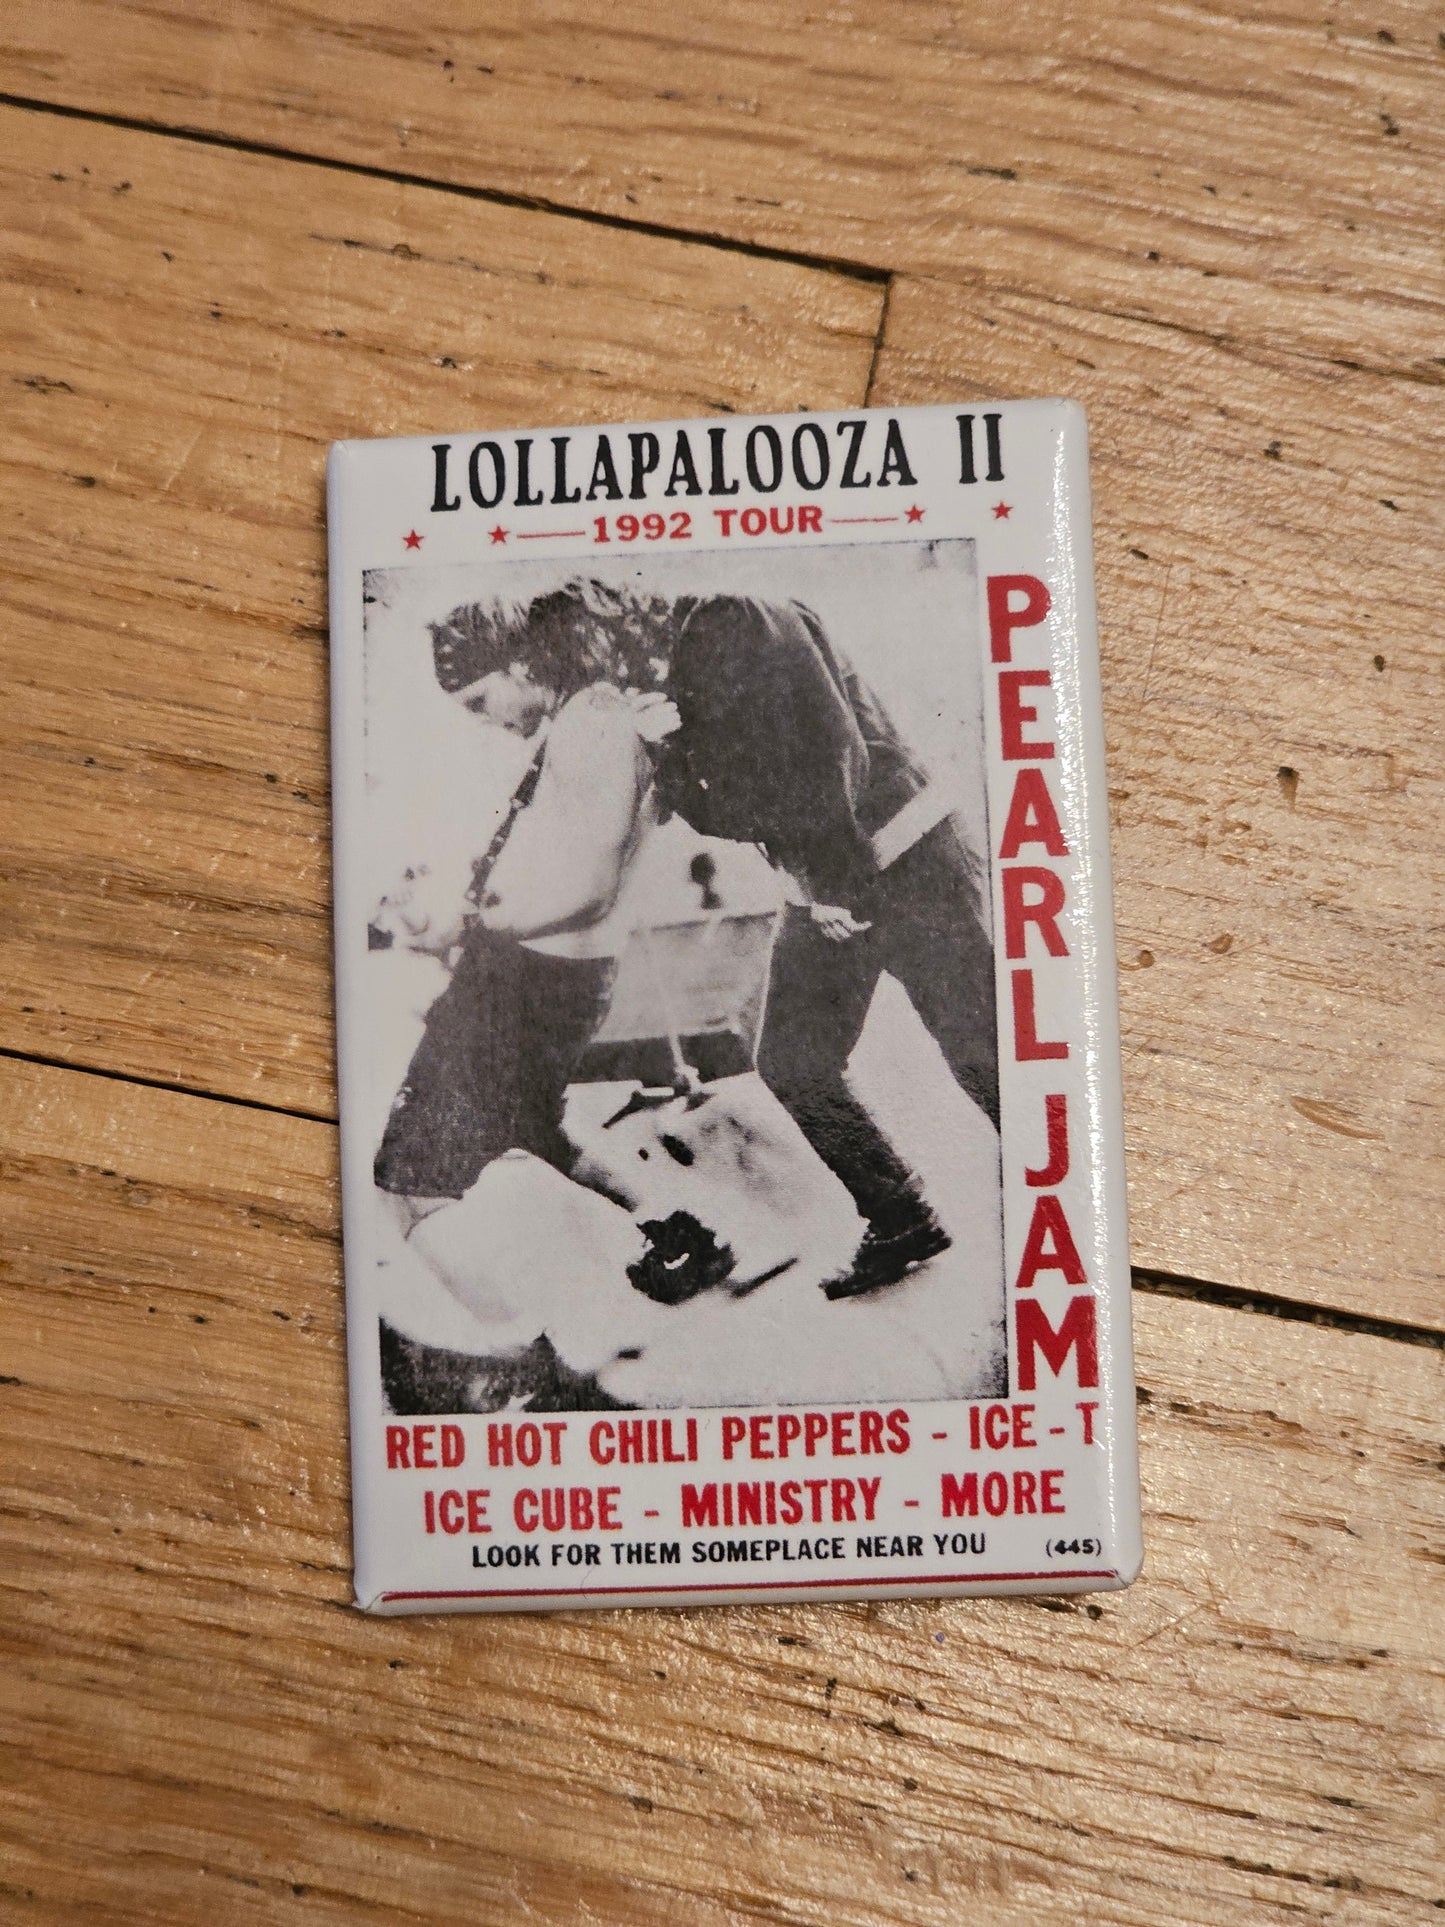 LOLLAPALOOZA II
1992 TOUR
PEARL JAM
RED HOT CHILI PEPPERS - ICE - T
ICE CUBE - MINISTRY - MORE
LOOK FOR THEM SOMEPLACE NEAR YOU (445)